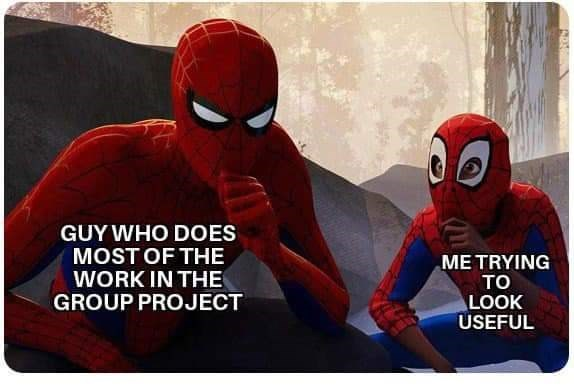 GUY WHO DOES
MOST OF THE
WORK IN THE
GROUP PROJECT
ME TRYING
TO
LOOK
USEFUL